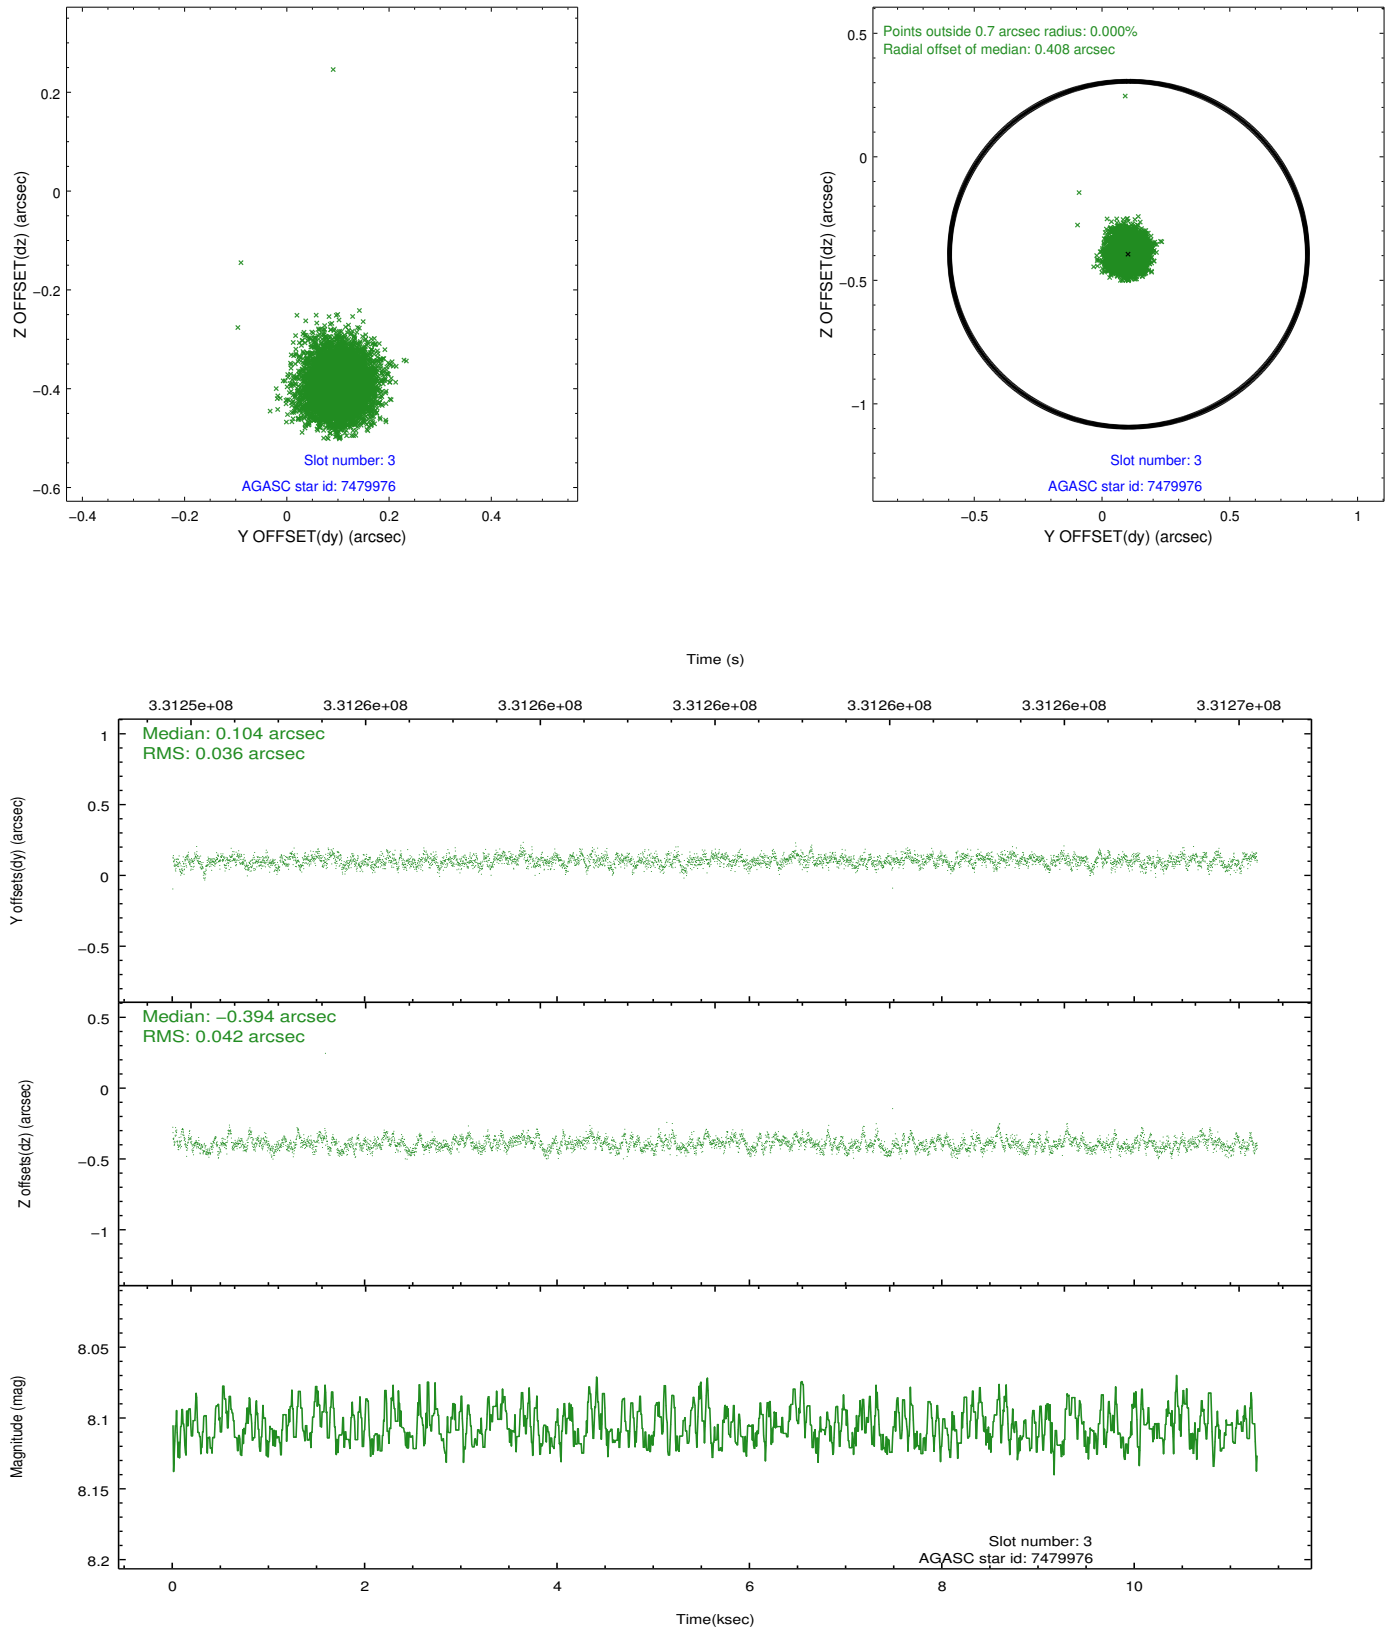 0.2
0
−0.2
−0.4
−0.6
Z OFFSET(dz) (arcsec)
Slot number: 3
AGASC star id: 7479976
−0.4
−0.2
0
0.2
0.4
Y OFFSET(dy) (arcsec)
Points outside 0.7 arcsec radius: 0.000%
Radial offset of median: 0.408 arcsec
0.5
0
−0.5
−1
Z OFFSET(dz) (arcsec)
Slot number: 3
AGASC star id: 7479976
−0.5
0
0.5
1
Y OFFSET(dy) (arcsec)
Time (s)
3.3125e+08
3.3126e+08
3.3126e+08
3.3126e+08
3.3126e+08
3.3126e+08
3.3127e+08
Median: 0.104 arcsec
RMS: 0.036 arcsec
1
0.5
0
−0.5
Y offsets(dy) (arcsec)
Median: −0.394 arcsec
RMS: 0.042 arcsec
0.5
0
−0.5
−1
Z offsets(dz) (arcsec)
8.05
8.1
8.15
8.2
Magnitude (mag)
Slot number: 3
AGASC star id: 7479976
0
2
4
6
8
10
Time(ksec)